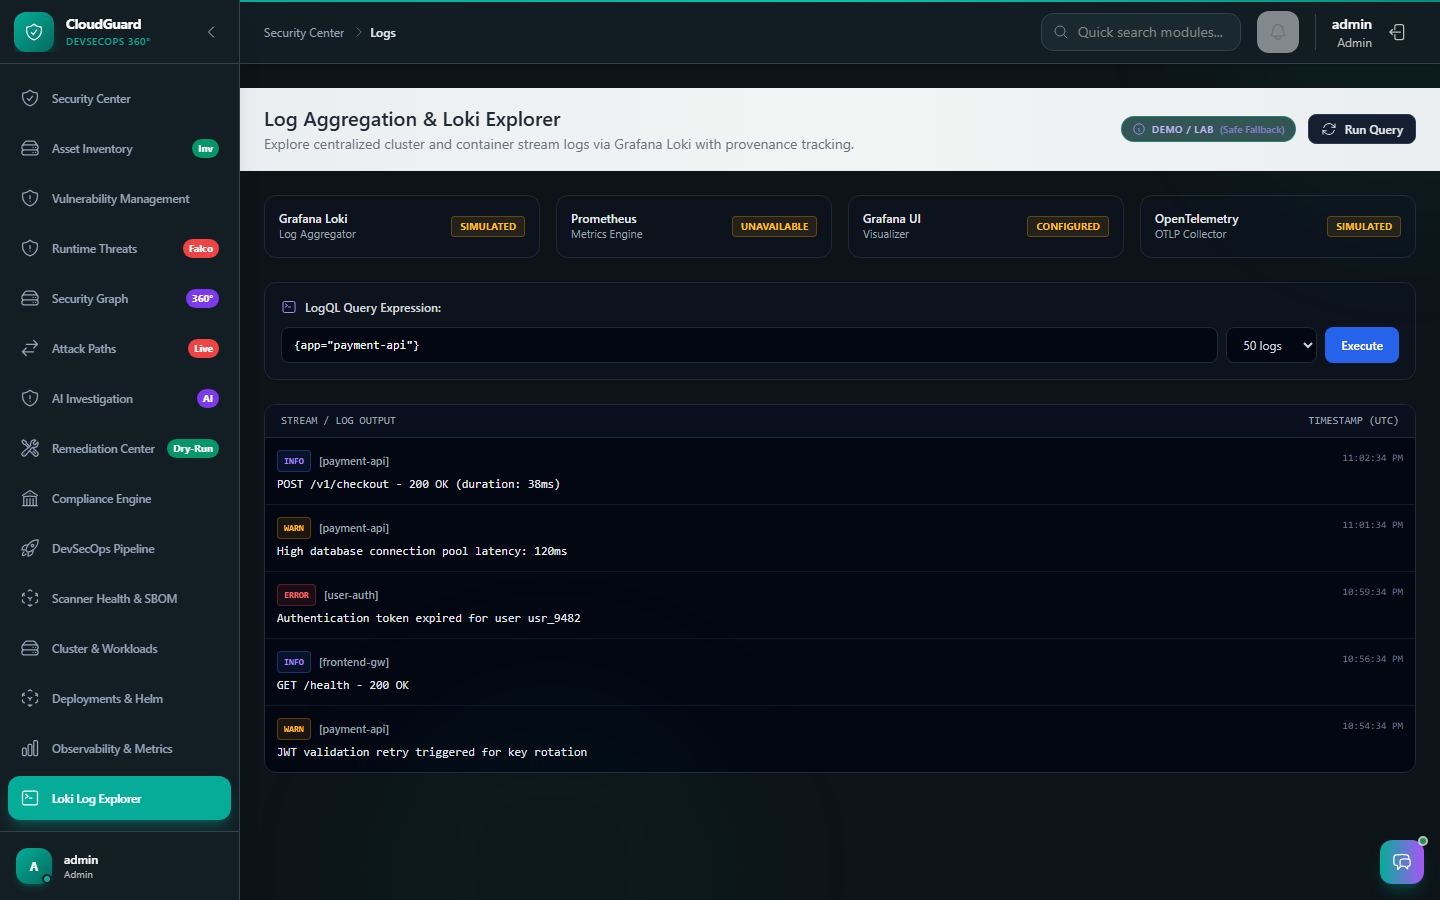 CloudGuard
DEVSECOPS 360°
Security Center
Asset Inventory Inv
Vulnerability Management
Runtime Threats Falco
Security Graph 360°
Attack Paths Live
AI Investigation AI
Remediation Center Dry-Run
Compliance Engine
DevSecOps Pipeline
Scanner Health & SBOM
Cluster & Workloads
Deployments & Helm
Observability & Metrics
Loki Log Explorer
A
admin
Admin
Security Center > Logs
Quick search modules...
admin
Admin
Log Aggregation & Loki Explorer
Explore centralized cluster and container stream logs via Grafana Loki with provenance tracking.
DEMO / LAB (Safe Fallback)
Run Query
Grafana Loki
Log Aggregator
SIMULATED
Prometheus
Metrics Engine
UNAVAILABLE
Grafana UI
Visualizer
CONFIGURED
OpenTelemetry
OTLP Collector
SIMULATED
LogQL Query Expression:
{app="payment-api"}
50 logs
Execute
STREAM / LOG OUTPUT TIMESTAMP (UTC)
INFO [payment-api] 11:02:34 PM
POST /v1/checkout - 200 OK (duration: 38ms)
WARN [payment-api] 11:01:34 PM
High database connection pool latency: 120ms
ERROR [user-auth] 10:59:34 PM
Authentication token expired for user usr_9482
INFO [frontend-gw] 10:56:34 PM
GET /health - 200 OK
WARN [payment-api] 10:54:34 PM
JWT validation retry triggered for key rotation